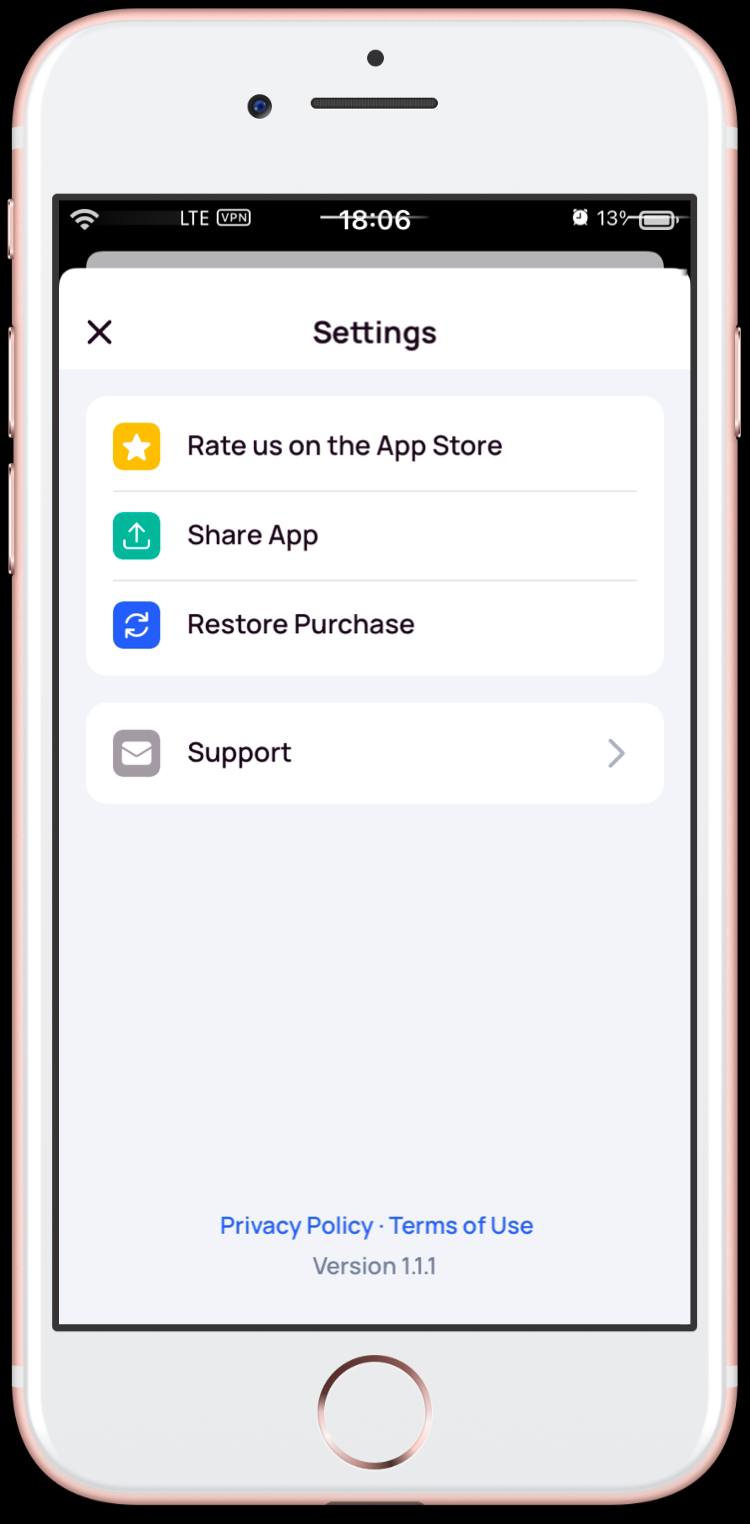 LTE VPN 18:06 13%
Settings
Rate us on the App Store
Share App
Restore Purchase
Support
Privacy Policy · Terms of Use
Version 1.1.1